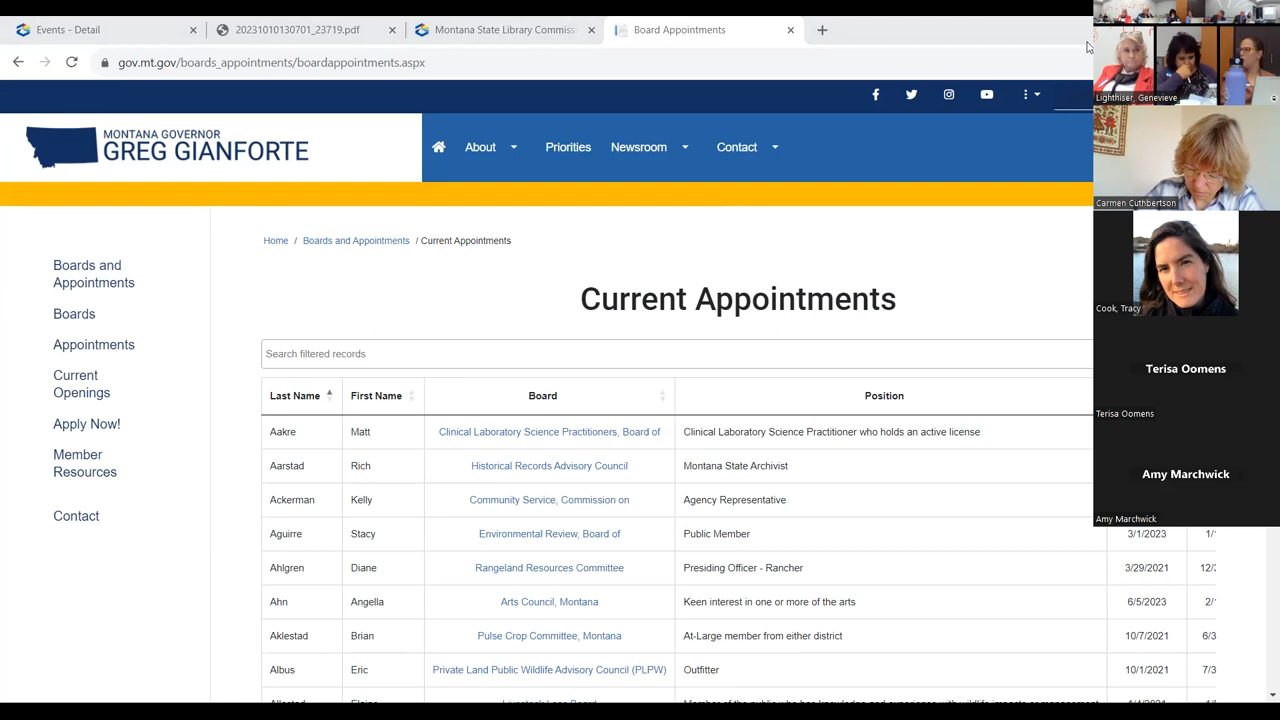 Events - Detail
20231010130701_23719.pdf
Montana State Library Commiss
Board Appointments
gov.mt.gov/boards_appointments/boardappointments.aspx
MONTANA GOVERNOR
GREG GIANFORTE
About
Priorities
Newsroom
Contact
Boards and
Appointments
Boards
Appointments
Current
Openings
Apply Now!
Member
Resources
Contact
Home / Boards and Appointments / Current Appointments
Current Appointments
Search filtered records
Last Name First Name Board Position
Aakre Matt Clinical Laboratory Science Practitioners, Board of Clinical Laboratory Science Practitioner who holds an active license
Aarstad Rich Historical Records Advisory Council Montana State Archivist
Ackerman Kelly Community Service, Commission on Agency Representative
Aguirre Stacy Environmental Review, Board of Public Member 3/1/2023 1/
Ahlgren Diane Rangeland Resources Committee Presiding Officer - Rancher 3/29/2021 12/3
Ahn Angella Arts Council, Montana Keen interest in one or more of the arts 6/5/2023 2/
Aklestad Brian Pulse Crop Committee, Montana At-Large member from either district 10/7/2021 6/3
Albus Eric Private Land Public Wildlife Advisory Council (PLPW) Outfitter 10/1/2021 7/3
Lighthiser, Genevieve
Carmen Cuthbertson
Cook, Tracy
Terisa Oomens
Terisa Oomens
Amy Marchwick
Amy Marchwick